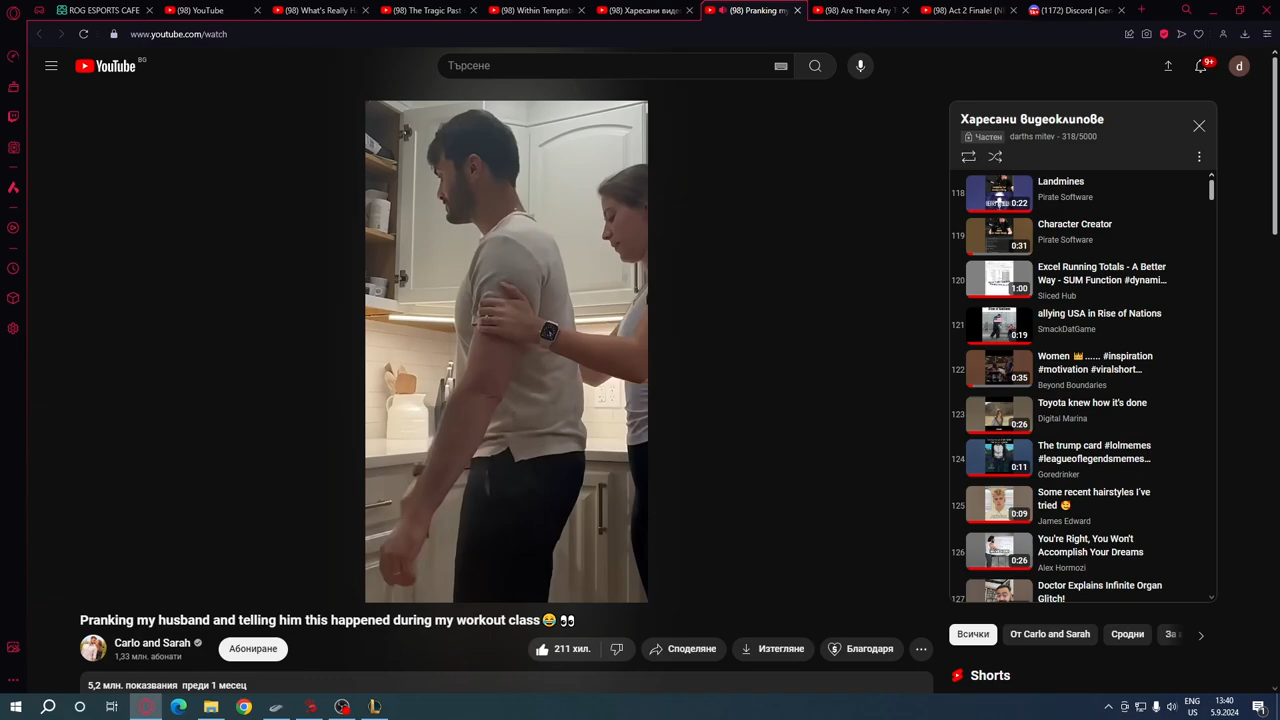 ROG ESPORTS CAFE
(98) YouTube
(98) What's Really H
(98) The Tragic Past
(98) Within Temptat
(98) Харесани видео
(98) Pranking my h
(98) Are There Any T
(98) Act 2 Finale! (N
(1172) Discord | Gen
www.youtube.com/watch
YouTube BG
Търсене
9+
d
Харесани видеоклипове
Частен
darths mitev - 318/5000
118
0:22
Landmines
Pirate Software
119
0:31
Character Creator
Pirate Software
120
1:00
Excel Running Totals - A Better
Way - SUM Function #dynami...
Sliced Hub
121
0:19
allying USA in Rise of Nations
SmackDatGame
122
0:35
Women 👑 ...... #inspiration
#motivation #viralshort...
Beyond Boundaries
123
0:26
Toyota knew how it's done
Digital Marina
124
0:11
The trump card #lolmemes
#leagueoflegendsmemes...
Goredrinker
125
0:09
Some recent hairstyles I've
tried 😍
James Edward
126
0:26
You're Right, You Won't
Accomplish Your Dreams
Alex Hormozi
127
Doctor Explains Infinite Organ
Glitch!
Pranking my husband and telling him this happened during my workout class 😂 👀
Carlo and Sarah
1,33 млн. абонати
Абониране
211 хил.
Споделяне
Изтегляне
Благодаря
Всички
От Carlo and Sarah
Сродни
За
5,2 млн. показвания преди 1 месец
Shorts
ENG
US
13:40
5.9.2024
1